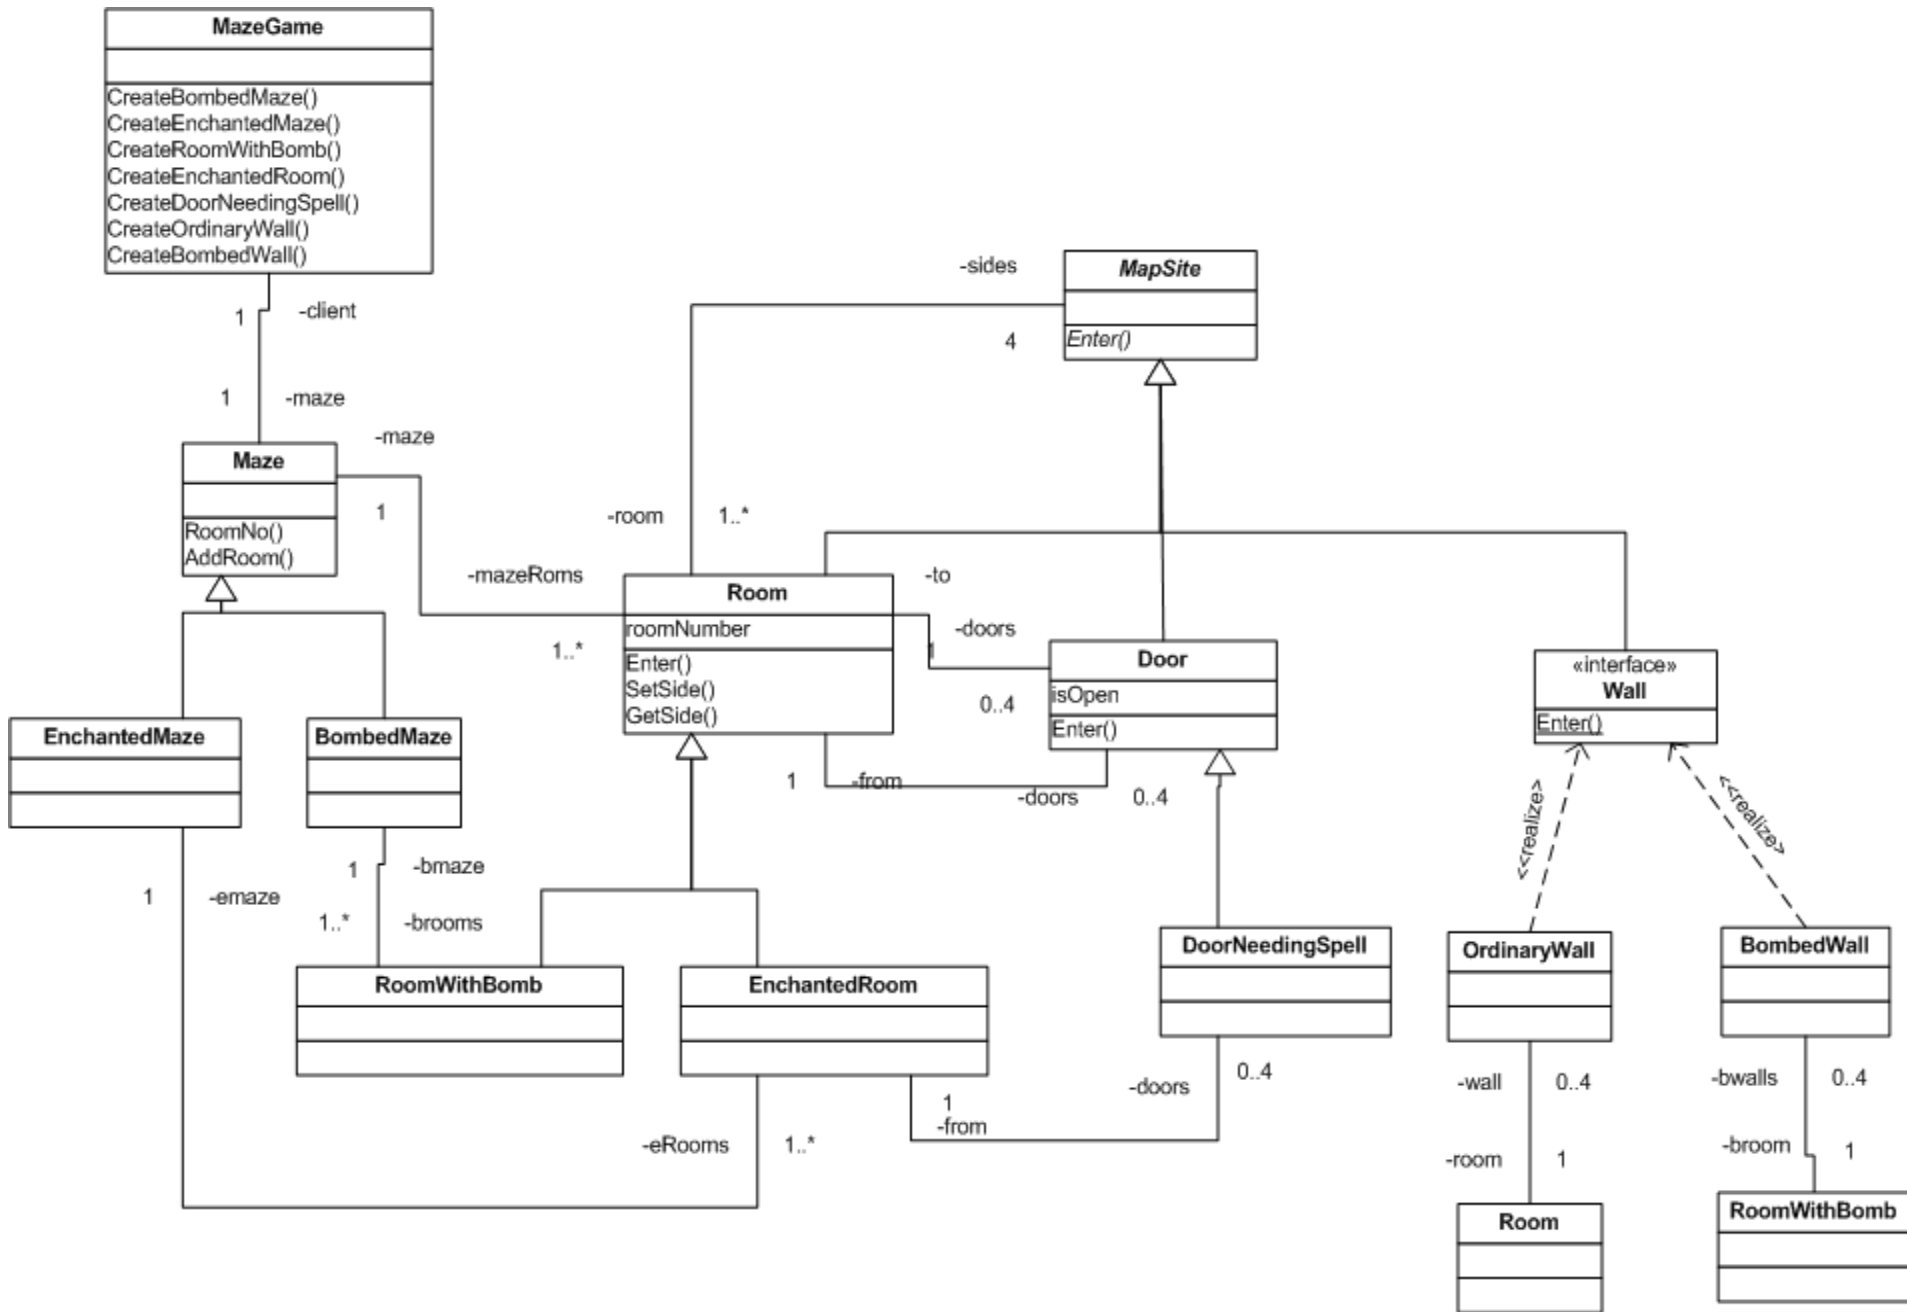 MazeGame
CreateBombedMaze()
CreateEnchantedMaze()
CreateRoomWithBomb()
CreateEnchantedRoom()
CreateDoorNeedingSpell()
CreateOrdinaryWall()
CreateBombedWall()
1
-client
1
-maze
Maze
RoomNo()
AddRoom()
-maze
1
-sides
4
MapSite
Enter()
-room
1..*
-mazeRoms
1..*
Room
roomNumber
Enter()
SetSide()
GetSide()
-to
-doors
1
0..4
Door
isOpen
Enter()
1
-from
-doors
0..4
«interface»
Wall
Enter()
<<realize>
<<realize>
EnchantedMaze
BombedMaze
1
-emaze
1
-bmaze
1..*
-brooms
RoomWithBomb
EnchantedRoom
DoorNeedingSpell
OrdinaryWall
BombedWall
1
-from
-doors
0..4
-eRooms
1..*
-wall
0..4
-room
1
Room
-bwalls
0..4
-broom
1
RoomWithBomb